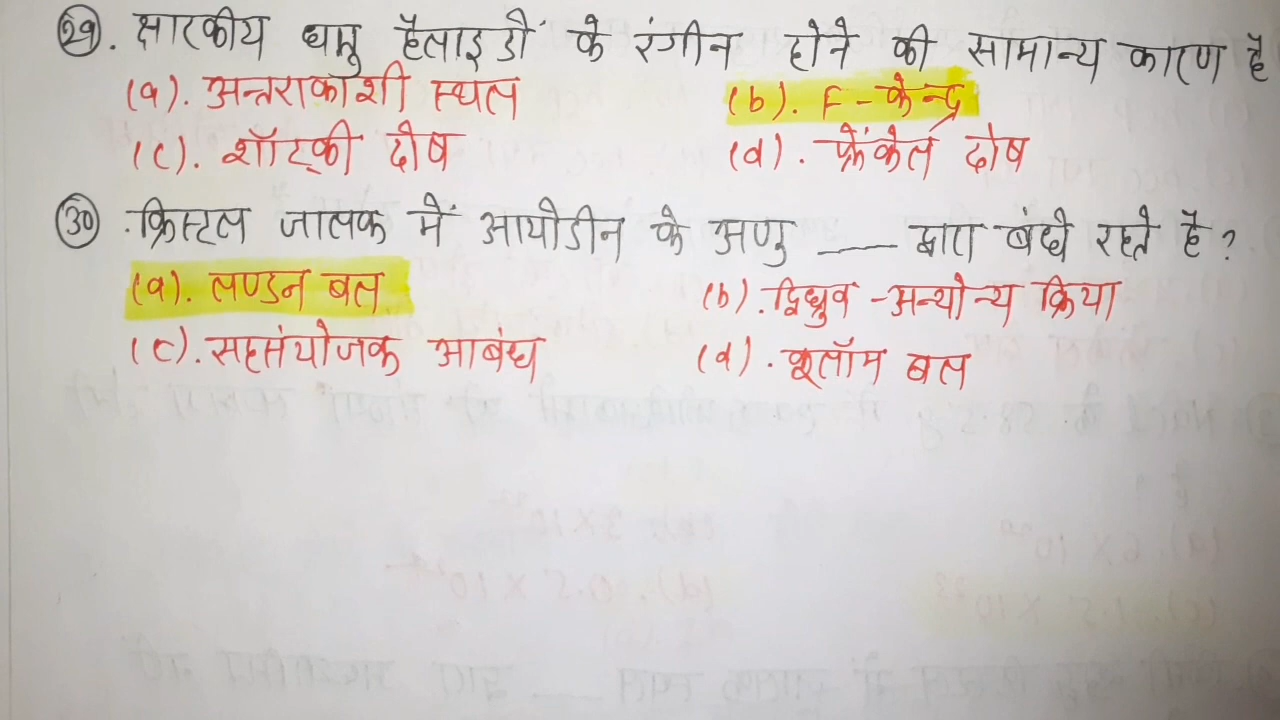 29. क्षारकीय धातु हैलाइडों के रंगीन होने की सामान्य कारण है
(a). अन्तराकाशी स्थल (b). F-केन्द्र
(c). शॉट्की दोष (d). फ्रेंकेल दोष
30. क्रिस्टल जालक में आयोडीन के अणु ___ द्वारा बंधे रहते है?
(a). लण्डन बल (b). द्विध्रुव-अन्योन्य क्रिया
(c). सहसंयोजक आबंध (d). कूलॉम बल